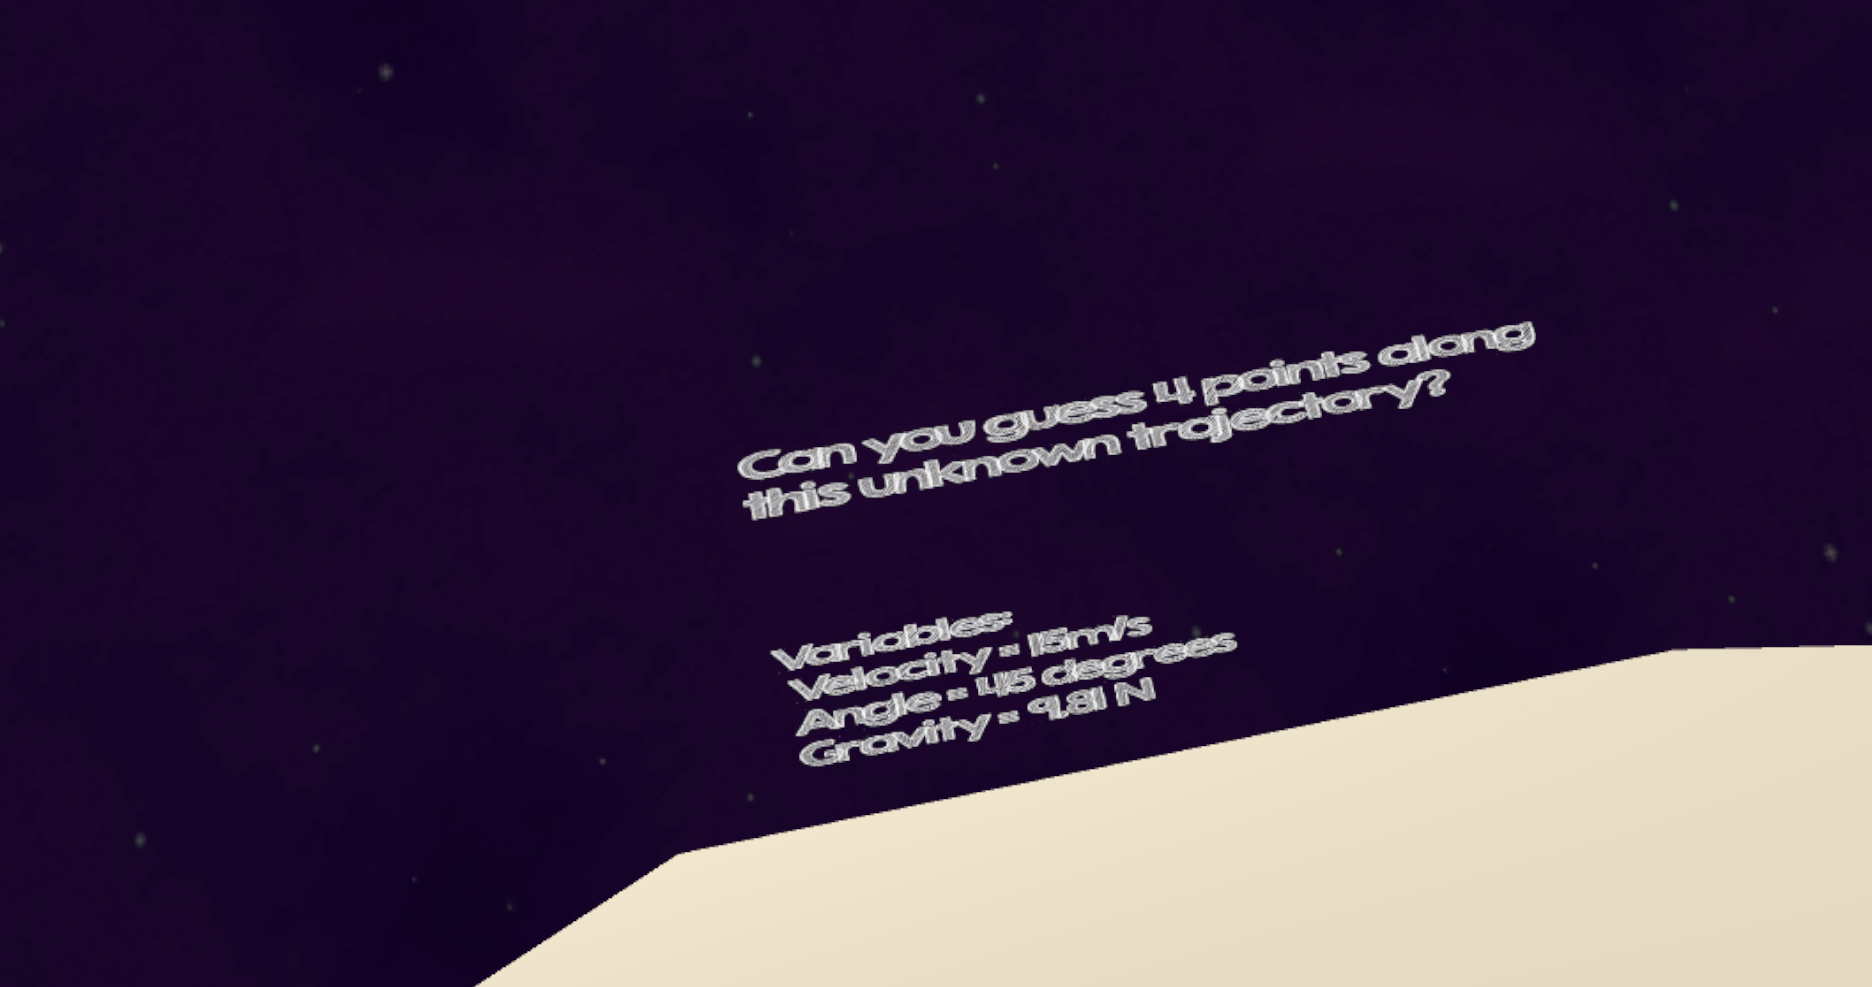 Can you guess 4 points along
this unknown trajectory?
Variables:
Velocity = 15m/s
Angle = 45 degrees
Gravity = 9.81 N